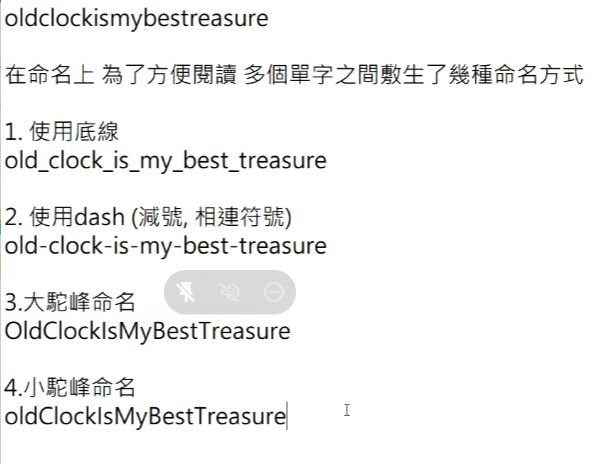 oldclockismybestreasure
在命名上 為了方便閱讀 多個單字之間敷生了幾種命名方式
1. 使用底線
old_clock_is_my_best_treasure
2. 使用dash (減號, 相連符號)
old-clock-is-my-best-treasure
3.大駝峰命名
OldClockIsMyBestTreasure
4.小駝峰命名
oldClockIsMyBestTreasure